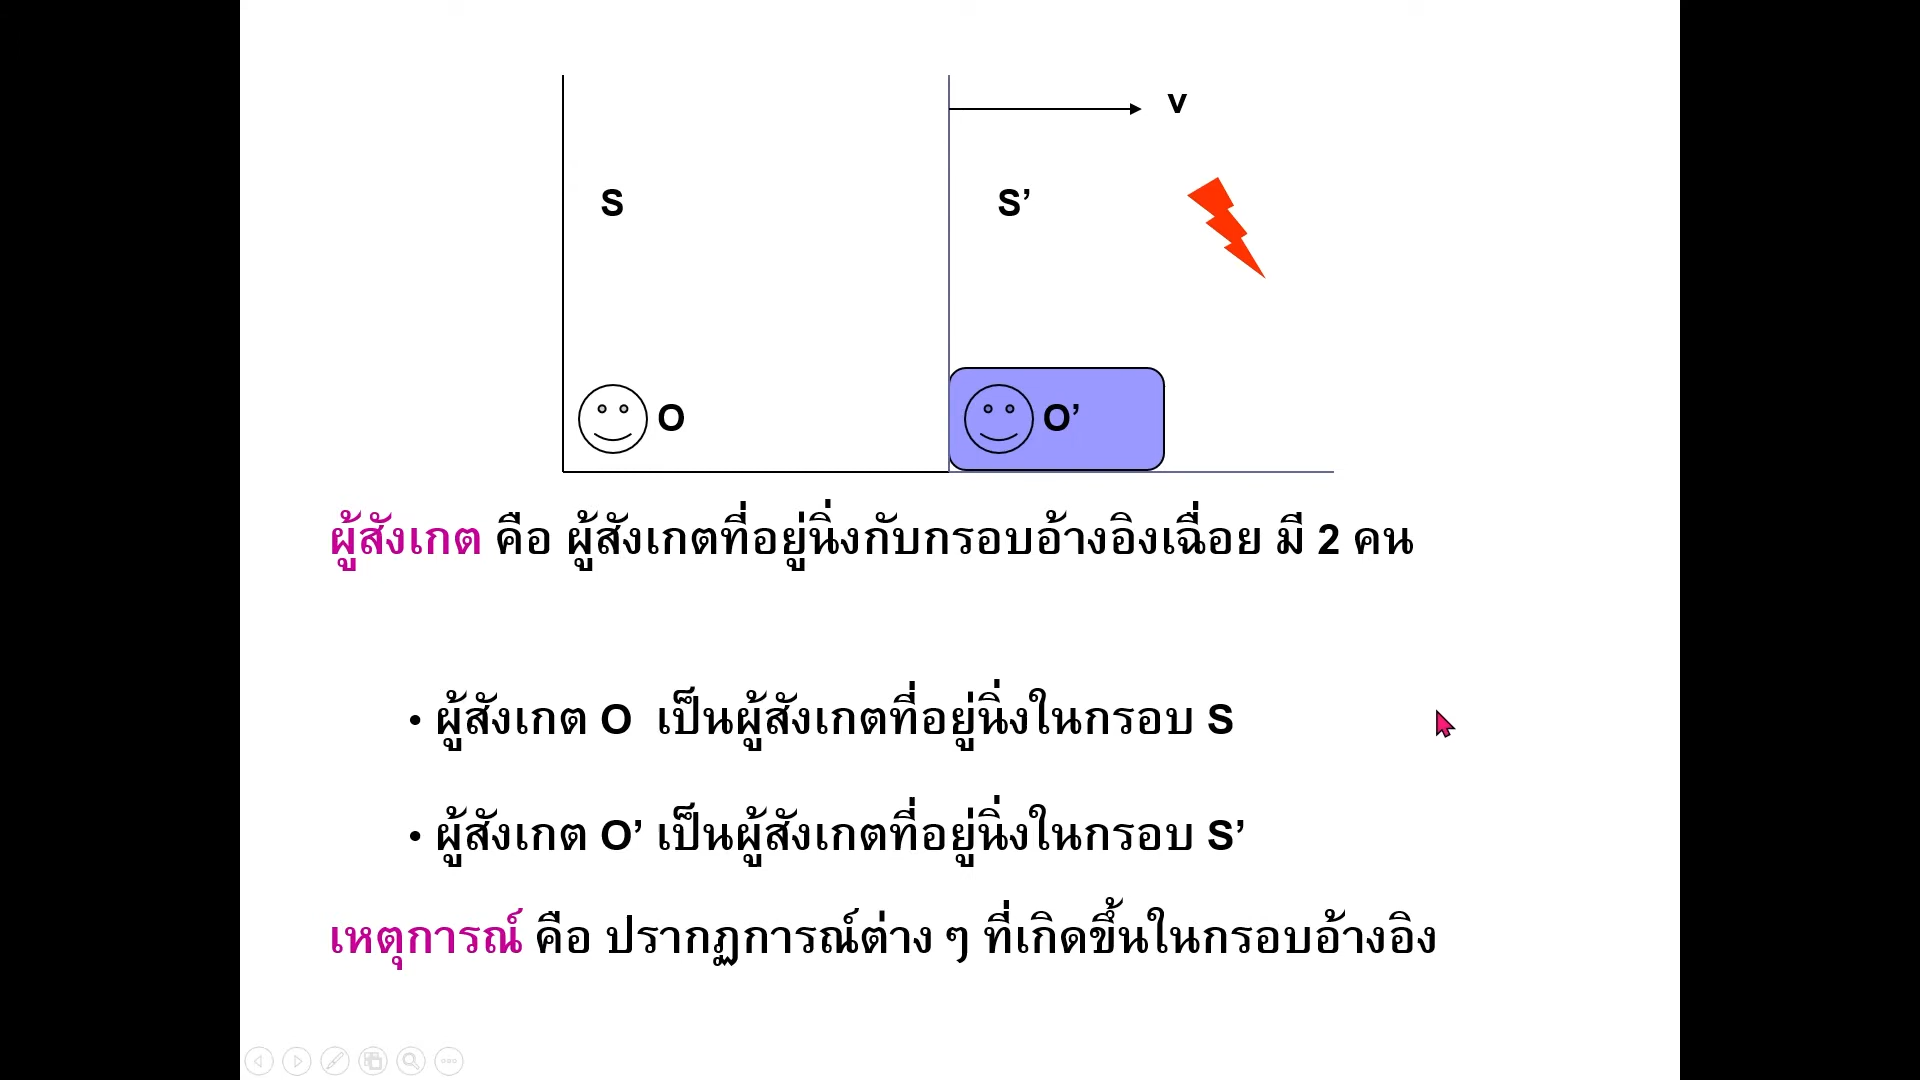 v
S
S’
O
O’
ผู้สังเกต คือ ผู้สังเกตที่อยู่นิ่งกับกรอบอ้างอิงเฉื่อย มี 2 คน
• ผู้สังเกต O เป็นผู้สังเกตที่อยู่นิ่งในกรอบ S
• ผู้สังเกต O’ เป็นผู้สังเกตที่อยู่นิ่งในกรอบ S’
เหตุการณ์ คือ ปรากฏการณ์ต่าง ๆ ที่เกิดขึ้นในกรอบอ้างอิง